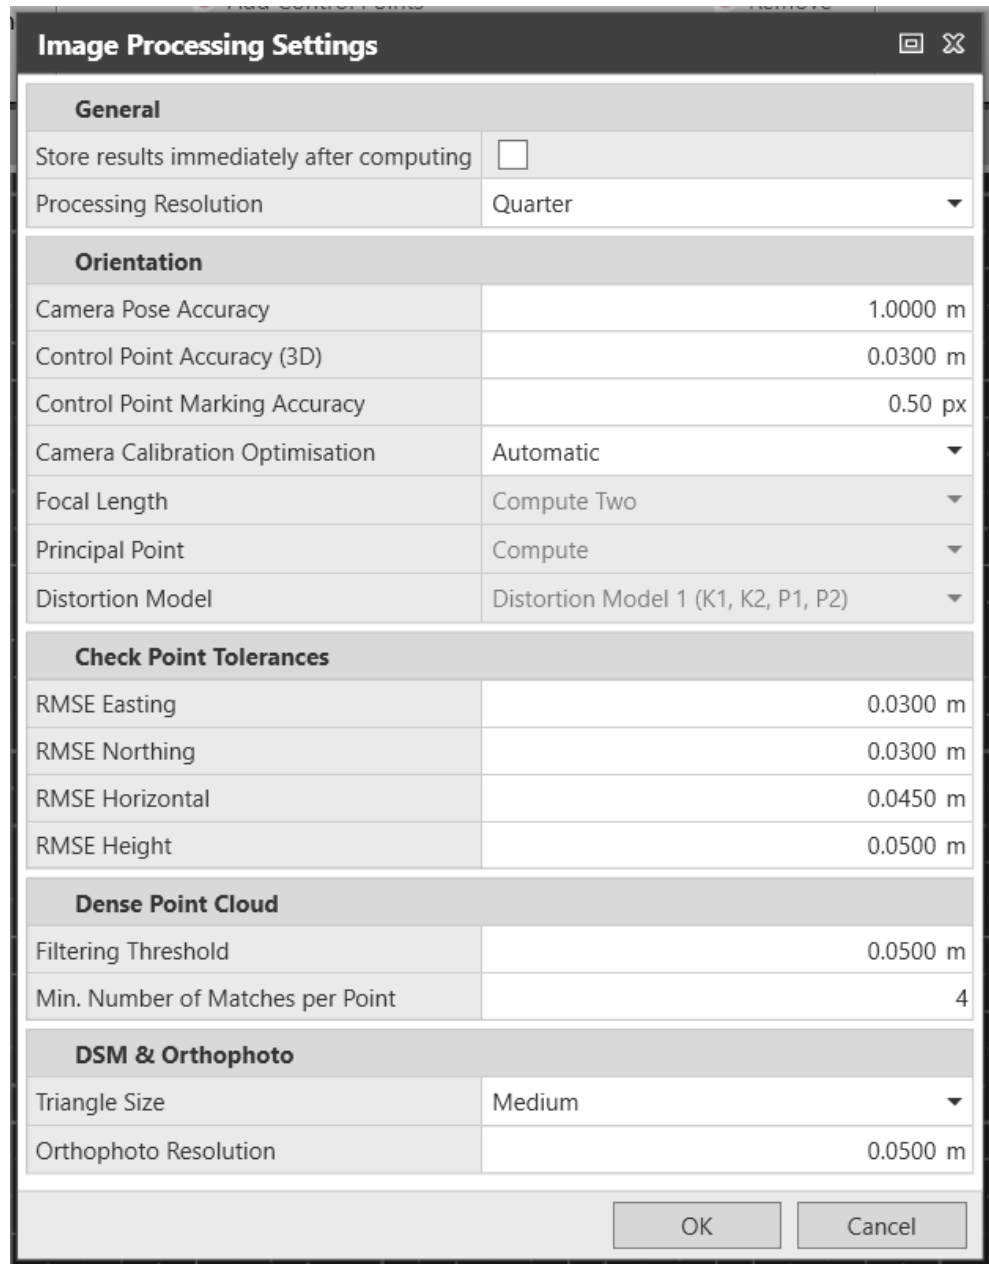 Add Control Points Remove
Image Processing Settings
General
Store results immediately after computing
Processing Resolution Quarter
Orientation
Camera Pose Accuracy 1.0000 m
Control Point Accuracy (3D) 0.0300 m
Control Point Marking Accuracy 0.50 px
Camera Calibration Optimisation Automatic
Focal Length Compute Two
Principal Point Compute
Distortion Model Distortion Model 1 (K1, K2, P1, P2)
Check Point Tolerances
RMSE Easting 0.0300 m
RMSE Northing 0.0300 m
RMSE Horizontal 0.0450 m
RMSE Height 0.0500 m
Dense Point Cloud
Filtering Threshold 0.0500 m
Min. Number of Matches per Point 4
DSM & Orthophoto
Triangle Size Medium
Orthophoto Resolution 0.0500 m
OK Cancel